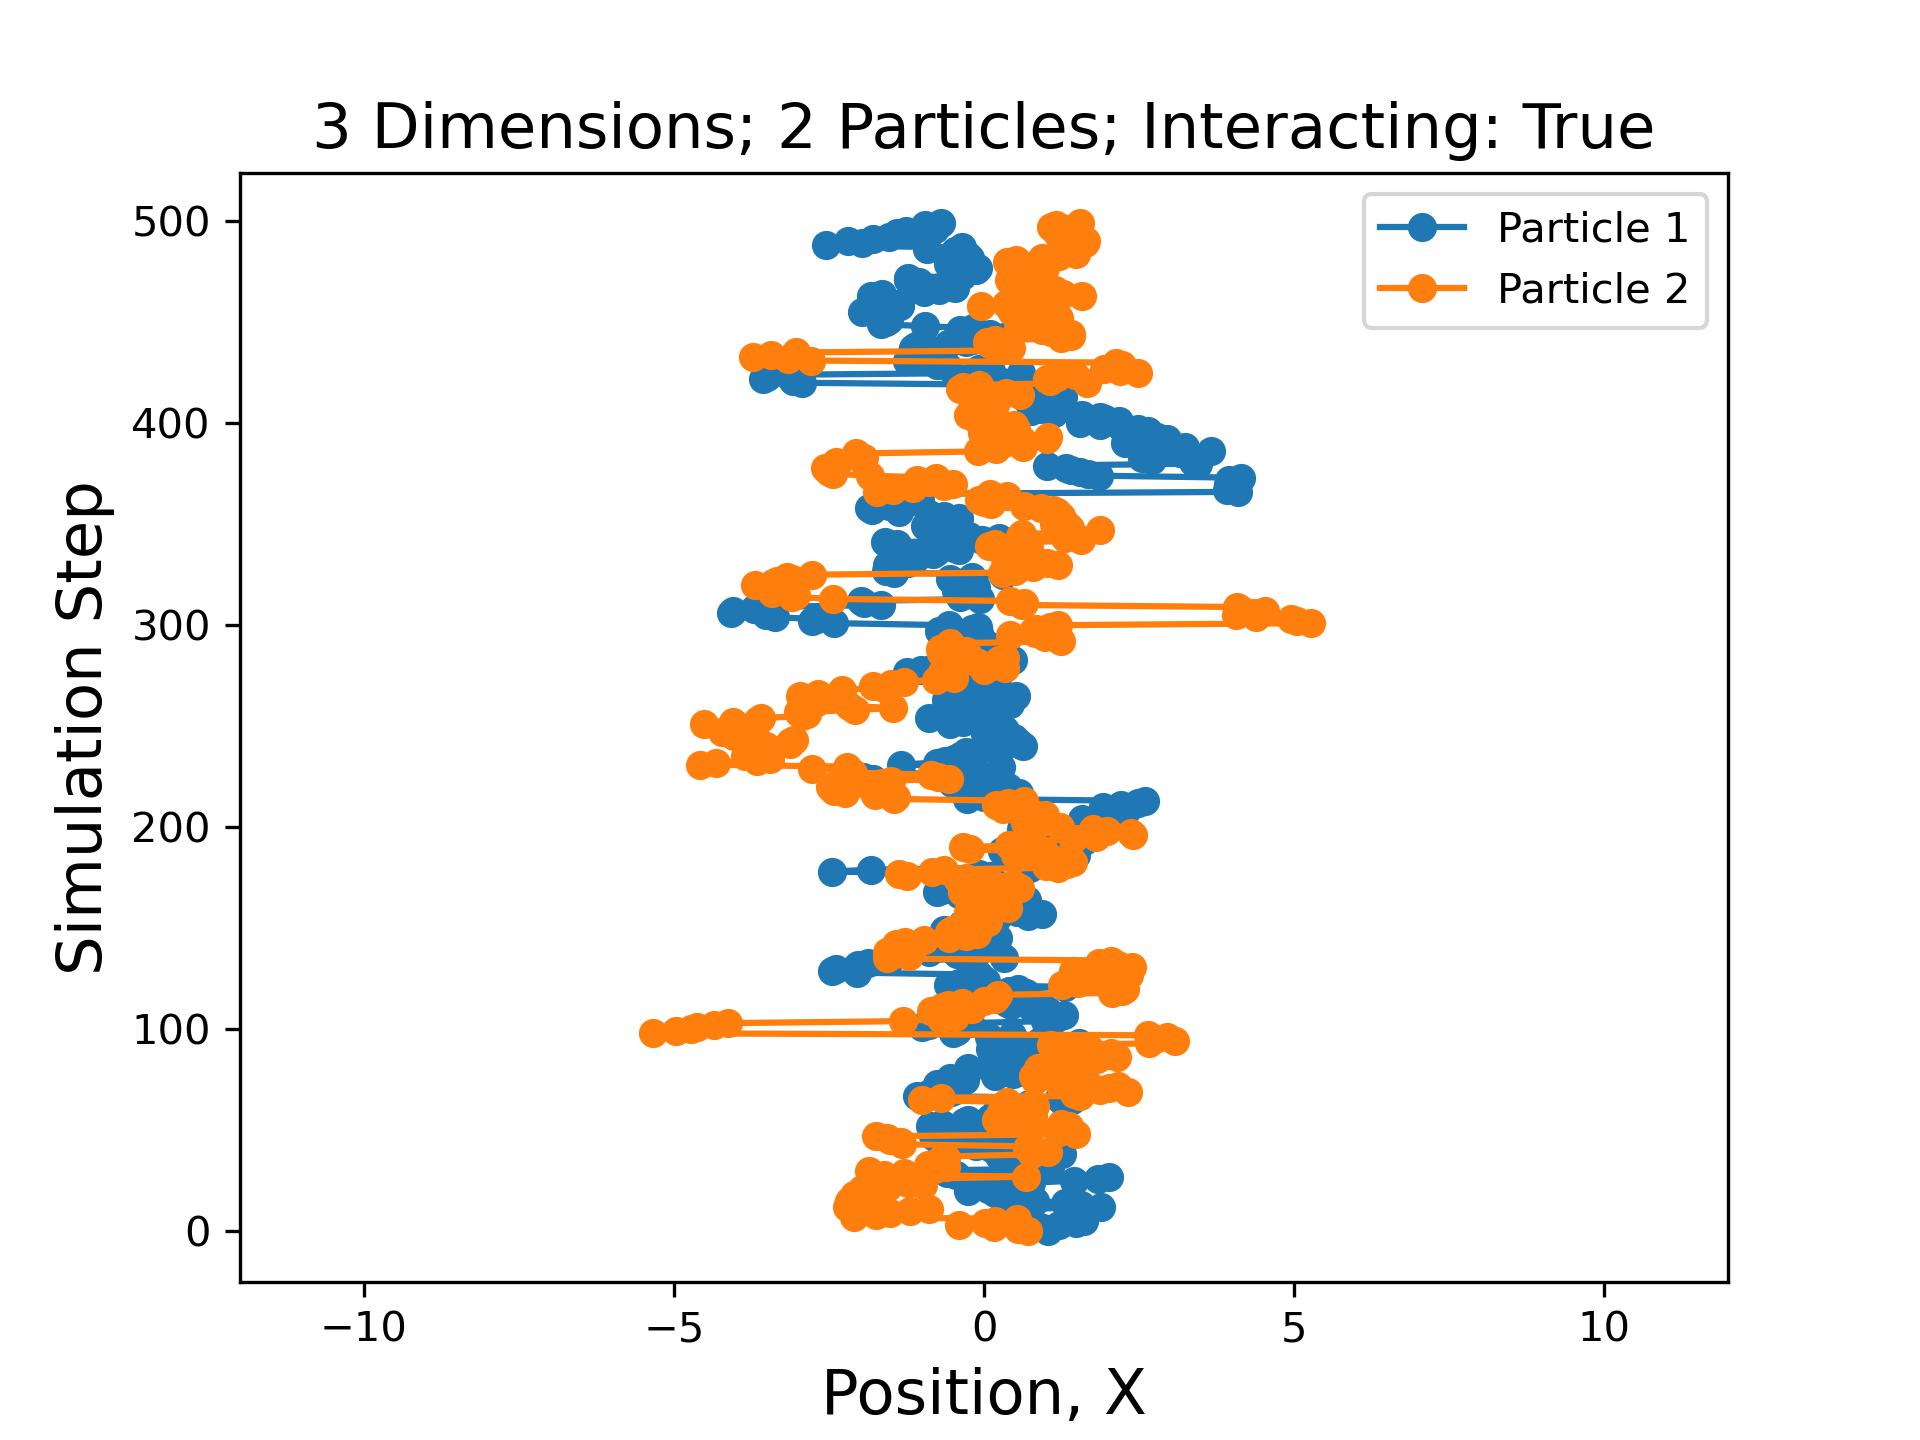 3 Dimensions; 2 Particles; Interacting: True
Particle 1
Particle 2
500
400
300
200
100
0
Simulation Step
−10
−5
0
5
10
Position, X